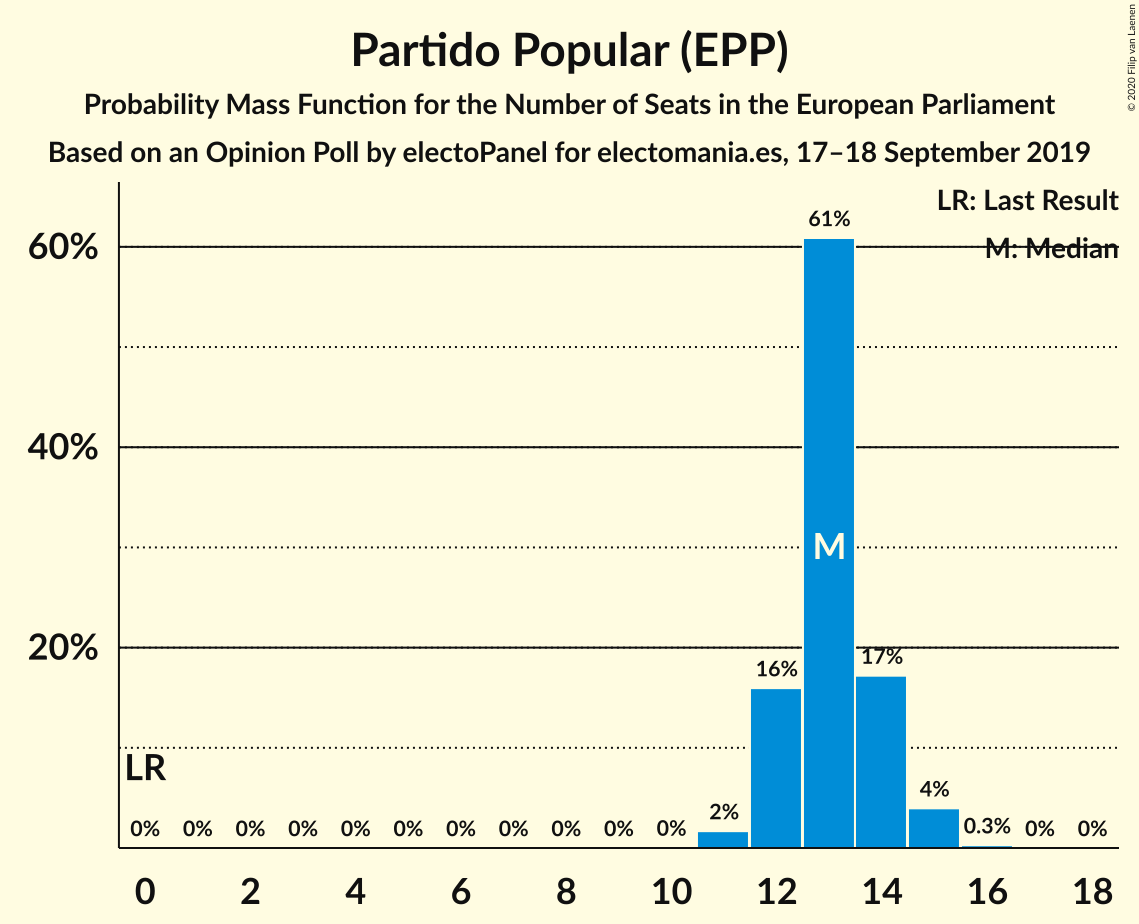 Partido Popular (EPP)
Probability Mass Function for the Number of Seats in the European Parliament
Based on an Opinion Poll by electoPanel for electomania.es, 17–18 September 2019
© 2020 Filip van Laenen
LR: Last Result
M: Median
60%
40%
20%
61%
M
16%
17%
LR
0% 0% 0% 0% 0% 0% 0% 0% 0% 0% 0% 2% 4% 0.3% 0% 0%
0 2 4 6 8 10 12 14 16 18